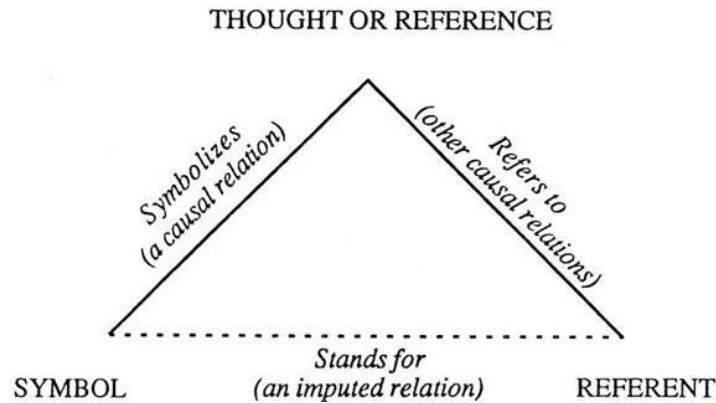 THOUGHT OR REFERENCE
Symbolizes
(a causal relation)
Refers to
(other causal relations)
Stands for
(an imputed relation)
SYMBOL
REFERENT